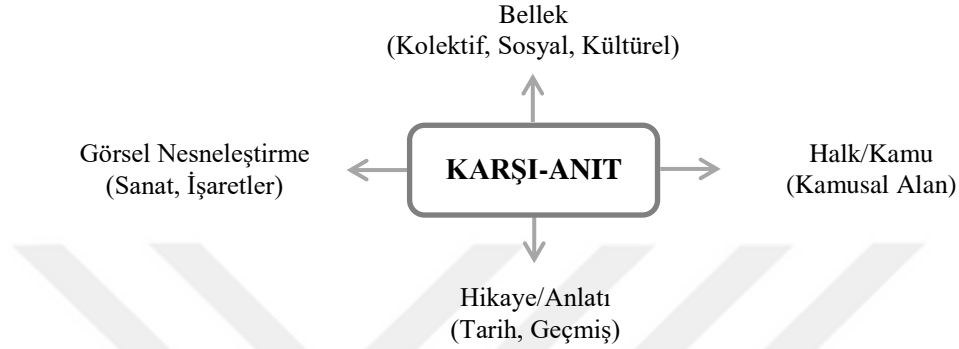 Bellek
(Kolektif, Sosyal, Kültürel)
Görsel Nesneleştirme
(Sanat, İşaretler)
KARŞI-ANIT
Halk/Kamu
(Kamusal Alan)
Hikaye/Anlatı
(Tarih, Geçmiş)